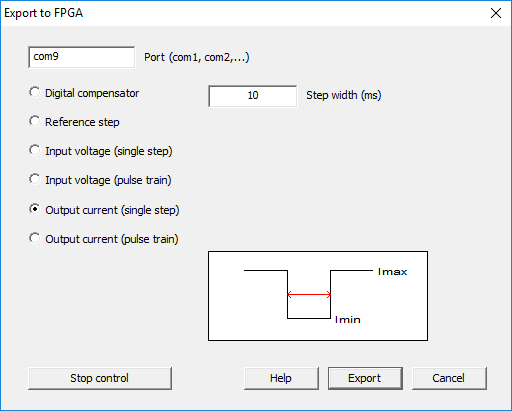 Export to FPGA
com9 Port (com1, com2,...)
Digital compensator
10 Step width (ms)
Reference step
Input voltage (single step)
Input voltage (pulse train)
Output current (single step)
Output current (pulse train)
Imax
Imin
Stop control Help Export Cancel